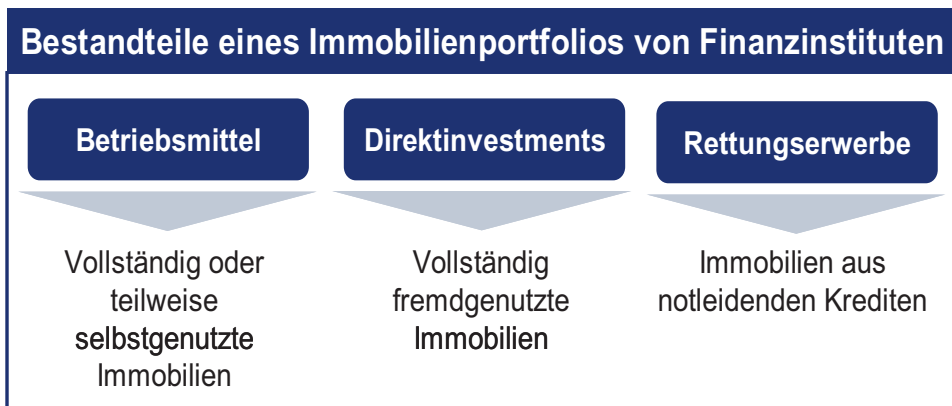 Bestandteile eines Immobilienportfolios von Finanzinstituten
Betriebsmittel
Vollständig oder
teilweise
selbstgenutzte
Immobilien
Direktinvestments
Vollständig
fremdgenutzte
Immobilien
Rettungserwerbe
Immobilien aus
notleidenden Krediten